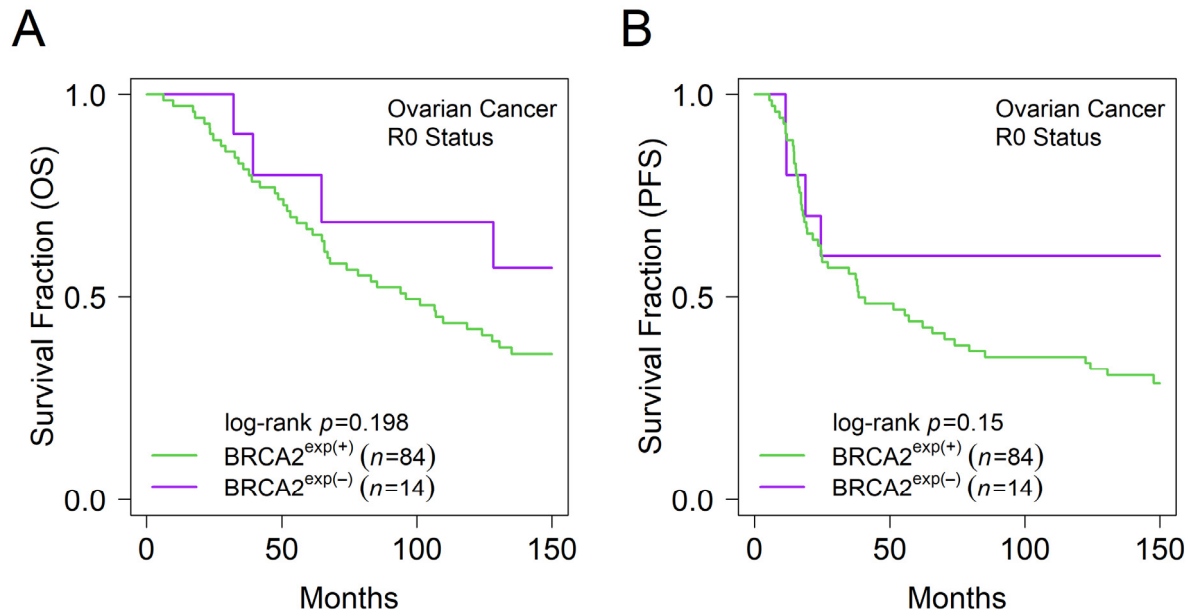 A
1.0
0.5
0.0
Survival Fraction (OS)
Ovarian Cancer
R0 Status
log-rank p=0.198
BRCA2exp(+) (n=84)
BRCA2exp(−) (n=14)
0 50 100 150
Months
B
1.0
0.5
0.0
Survival Fraction (PFS)
Ovarian Cancer
R0 Status
log-rank p=0.15
BRCA2exp(+) (n=84)
BRCA2exp(−) (n=14)
0 50 100 150
Months